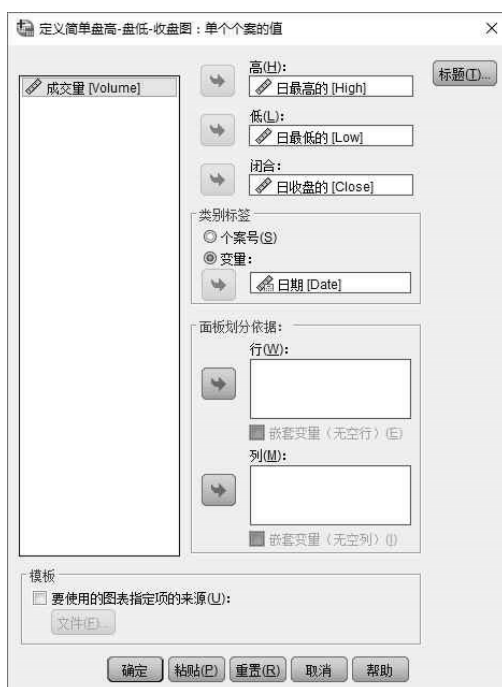 定义简单盘高-盘低-收盘图：单个个案的值
成交量 [Volume]
高(H)：
日最高的 [High]
标题(T)...
低(L)：
日最低的 [Low]
闭合：
日收盘的 [Close]
类别标签
个案号(S)
变量：
日期 [Date]
面板划分依据：
行(W)：
嵌套变量（无空行）(E)
列(M)：
嵌套变量（无空列）(I)
模板
要使用的图表指定项的来源(U)：
文件(F)...
确定
粘贴(P)
重置(R)
取消
帮助